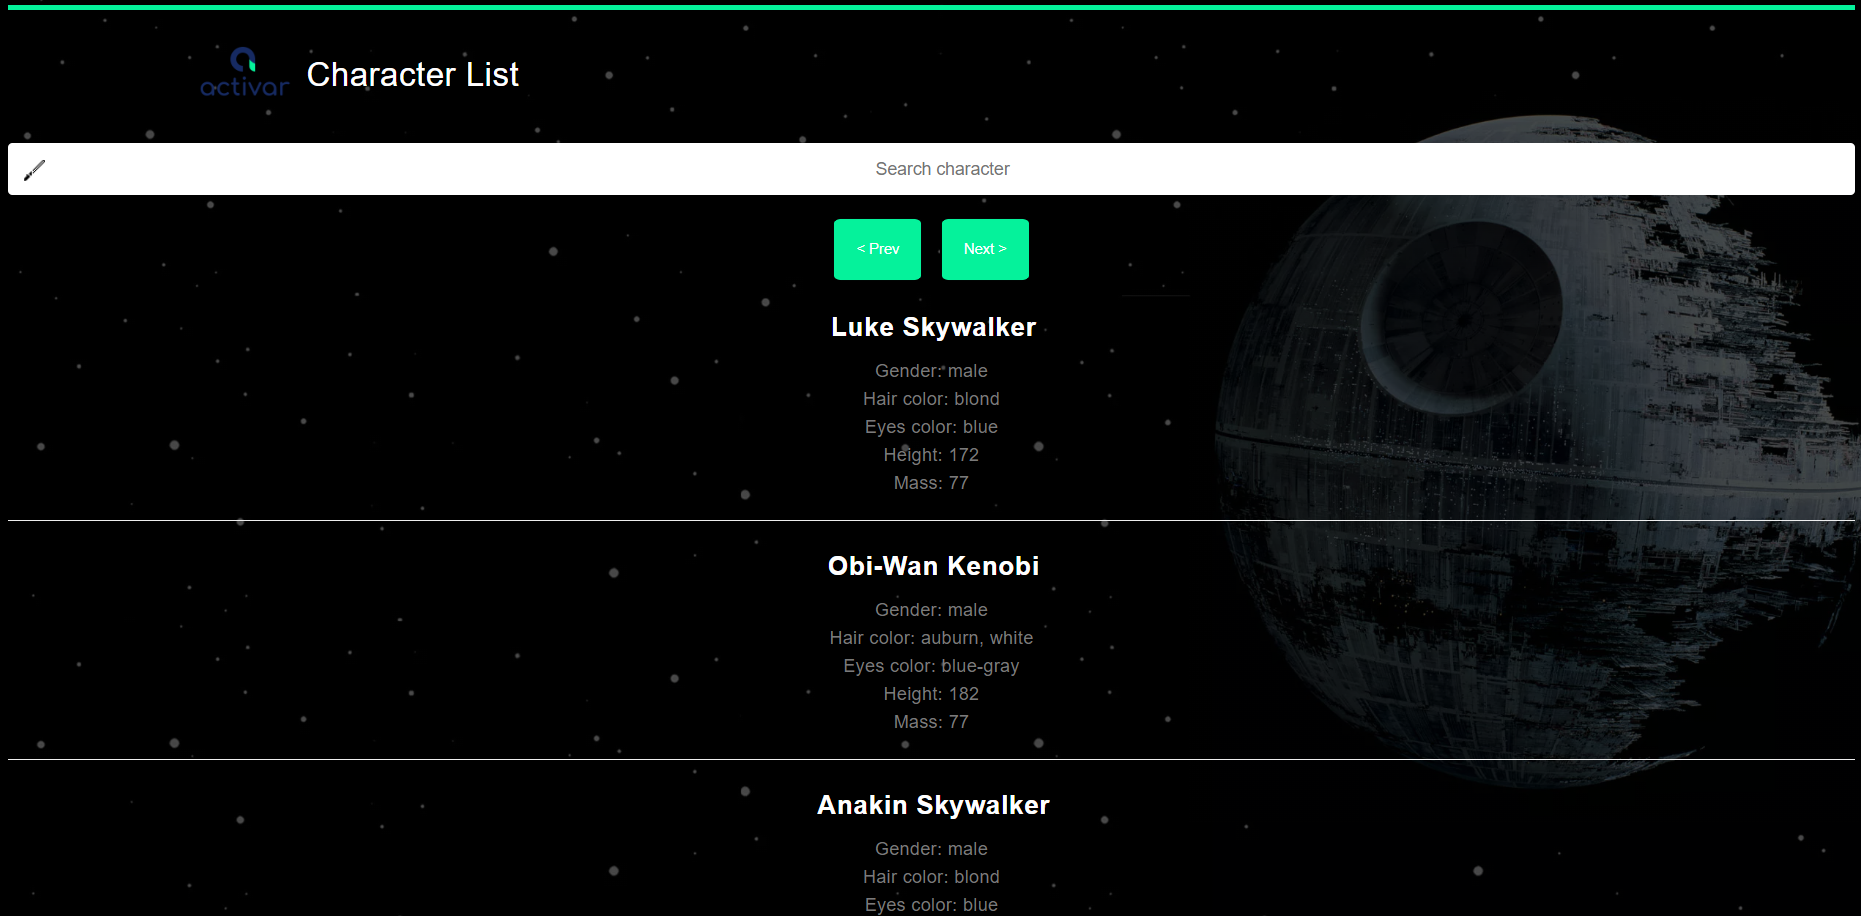 activar
Character List
Search character
< Prev
Next >
Luke Skywalker
Gender: male
Hair color: blond
Eyes color: blue
Height: 172
Mass: 77
Obi-Wan Kenobi
Gender: male
Hair color: auburn, white
Eyes color: blue-gray
Height: 182
Mass: 77
Anakin Skywalker
Gender: male
Hair color: blond
Eyes color: blue